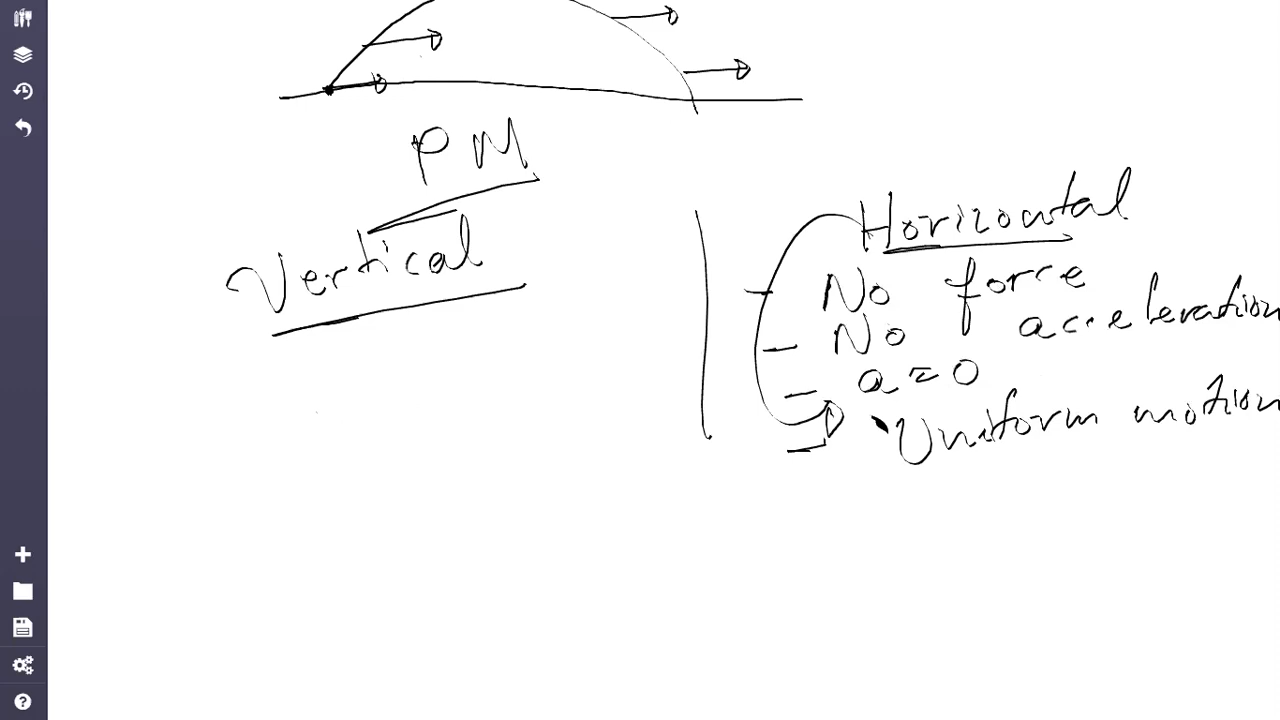 PM
Vertical
Horizontal
- No force
- No acceleration
- a = 0
- Uniform motion